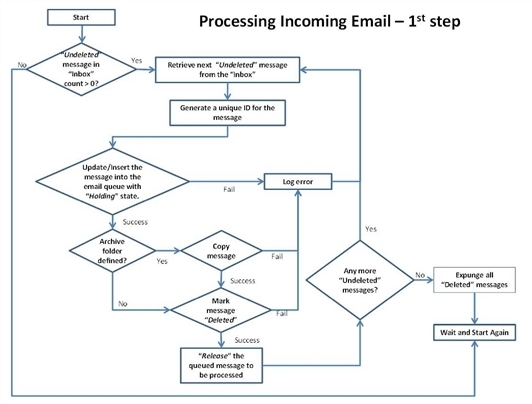 Processing Incoming Email – 1st step
Start
"Undeleted"
message in
"Inbox"
count > 0?
No
Yes
Retrieve next "Undeleted" message
from the "Inbox"
Generate a unique ID for the
message
Update/Insert the
message into the
email queue with
"Holding" state.
Fail
Log error
Success
Archive
folder
defined?
Yes
Copy
message
Fail
Success
No
Mark
message
"Deleted"
Fail
Success
"Release" the
queued message to
be processed
Yes
Any more
"Undeleted"
messages?
No
Expunge all
"Deleted" messages
Wait and Start Again